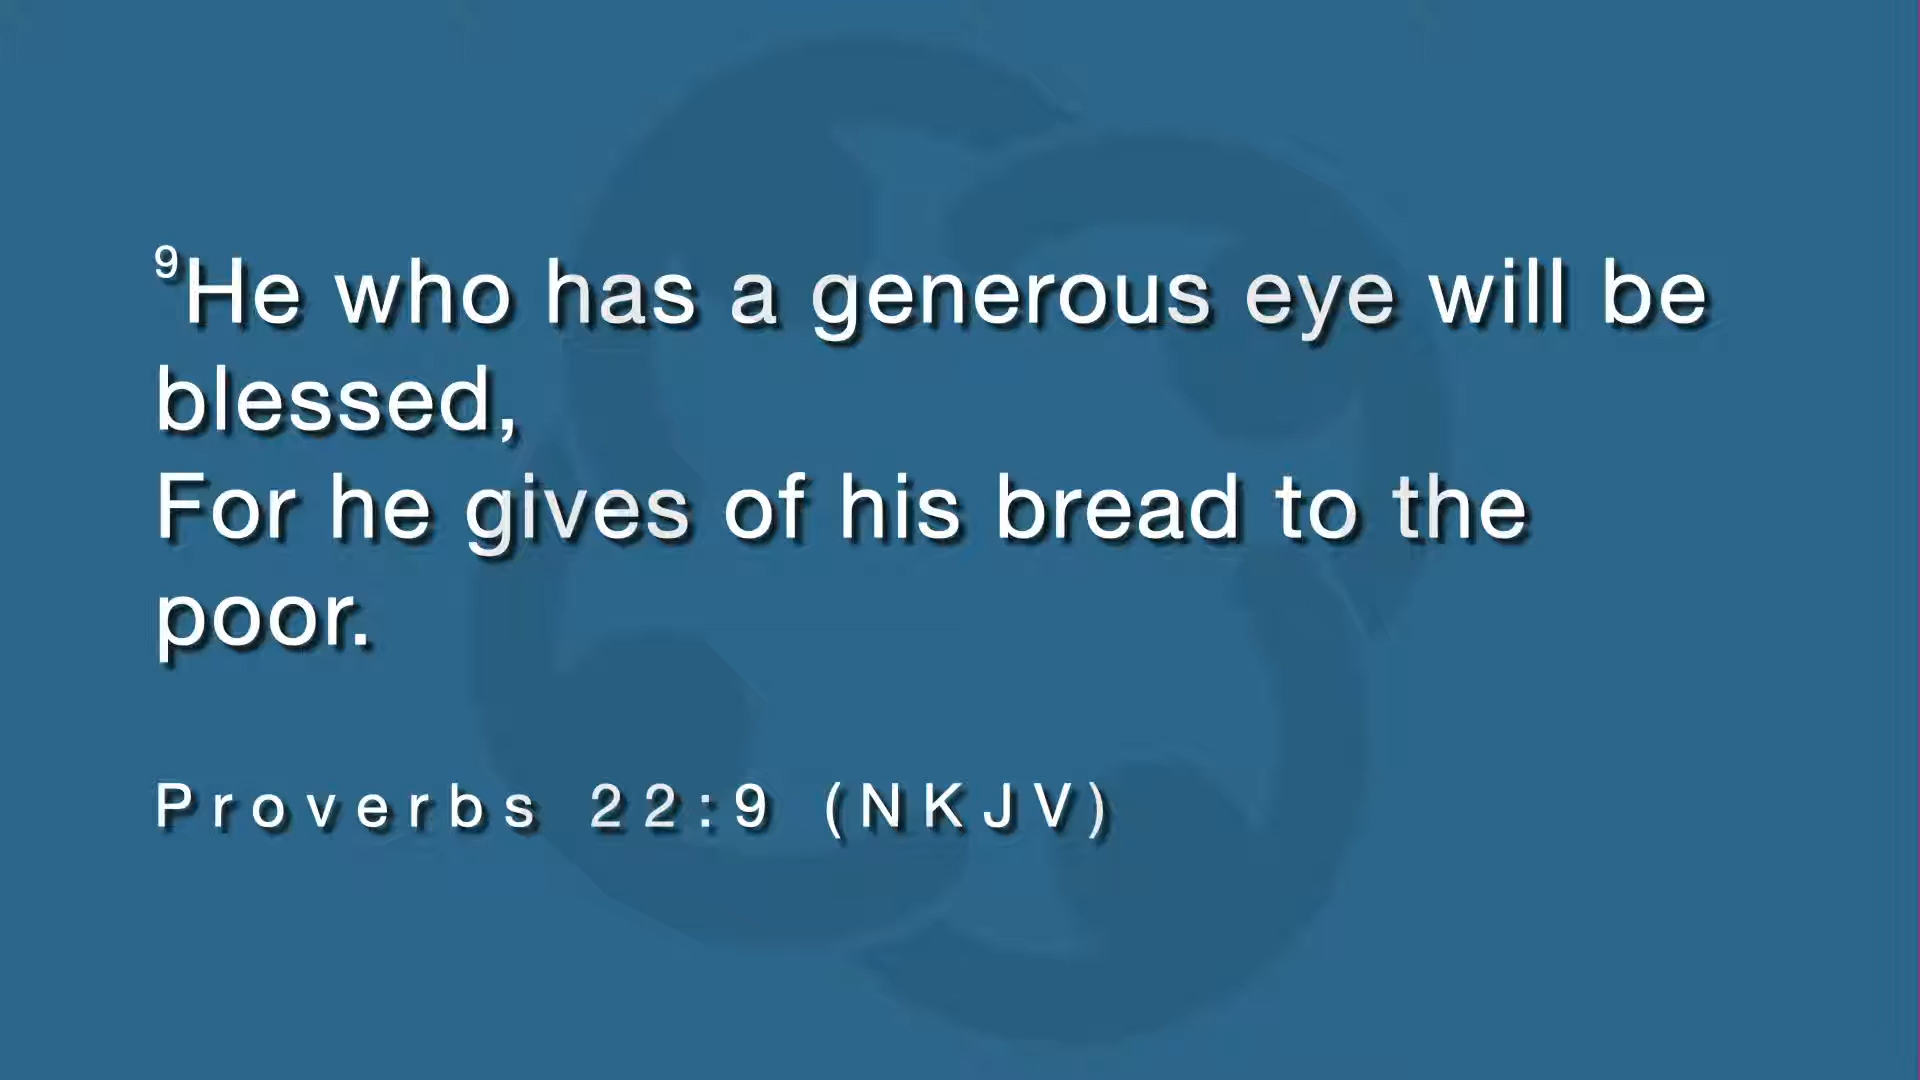 ⁹He who has a generous eye will be
blessed,
For he gives of his bread to the
poor.
Proverbs 22:9 (NKJV)